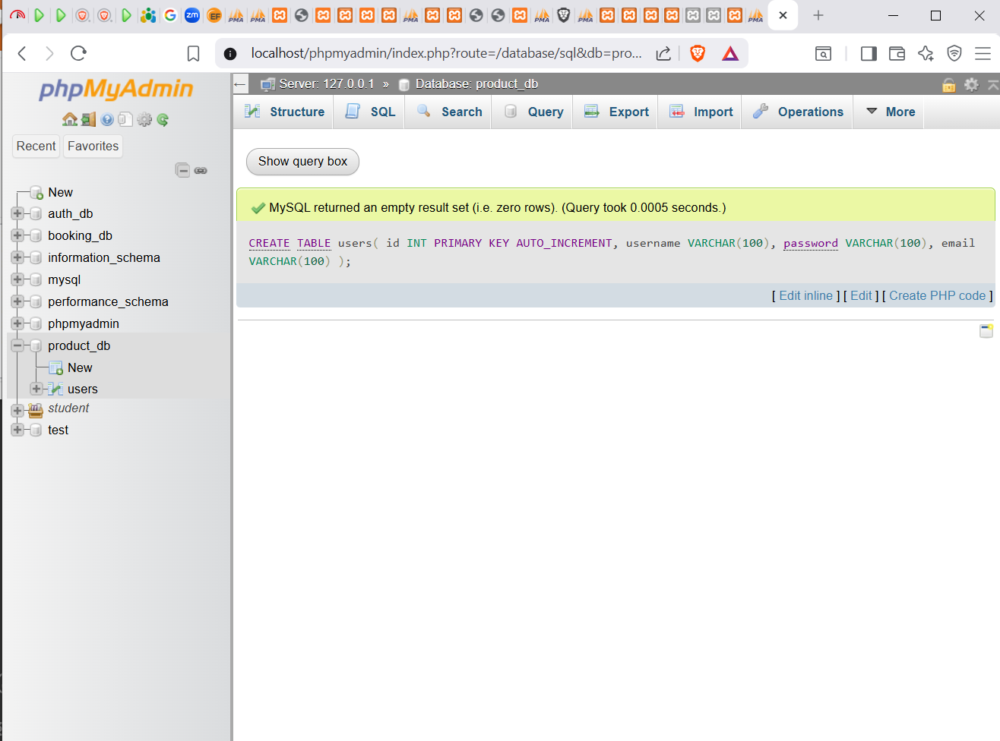 localhost/phpmyadmin/index.php?route=/database/sql&db=pro...
phpMyAdmin
Recent
Favorites
New
auth_db
booking_db
information_schema
mysql
performance_schema
phpmyadmin
product_db
New
users
student
test
Server: 127.0.0.1 » Database: product_db
Structure
SQL
Search
Query
Export
Import
Operations
More
Show query box
MySQL returned an empty result set (i.e. zero rows). (Query took 0.0005 seconds.)
CREATE TABLE users( id INT PRIMARY KEY AUTO_INCREMENT, username VARCHAR(100), password VARCHAR(100), email
VARCHAR(100) );
[ Edit inline ] [ Edit ] [ Create PHP code ]